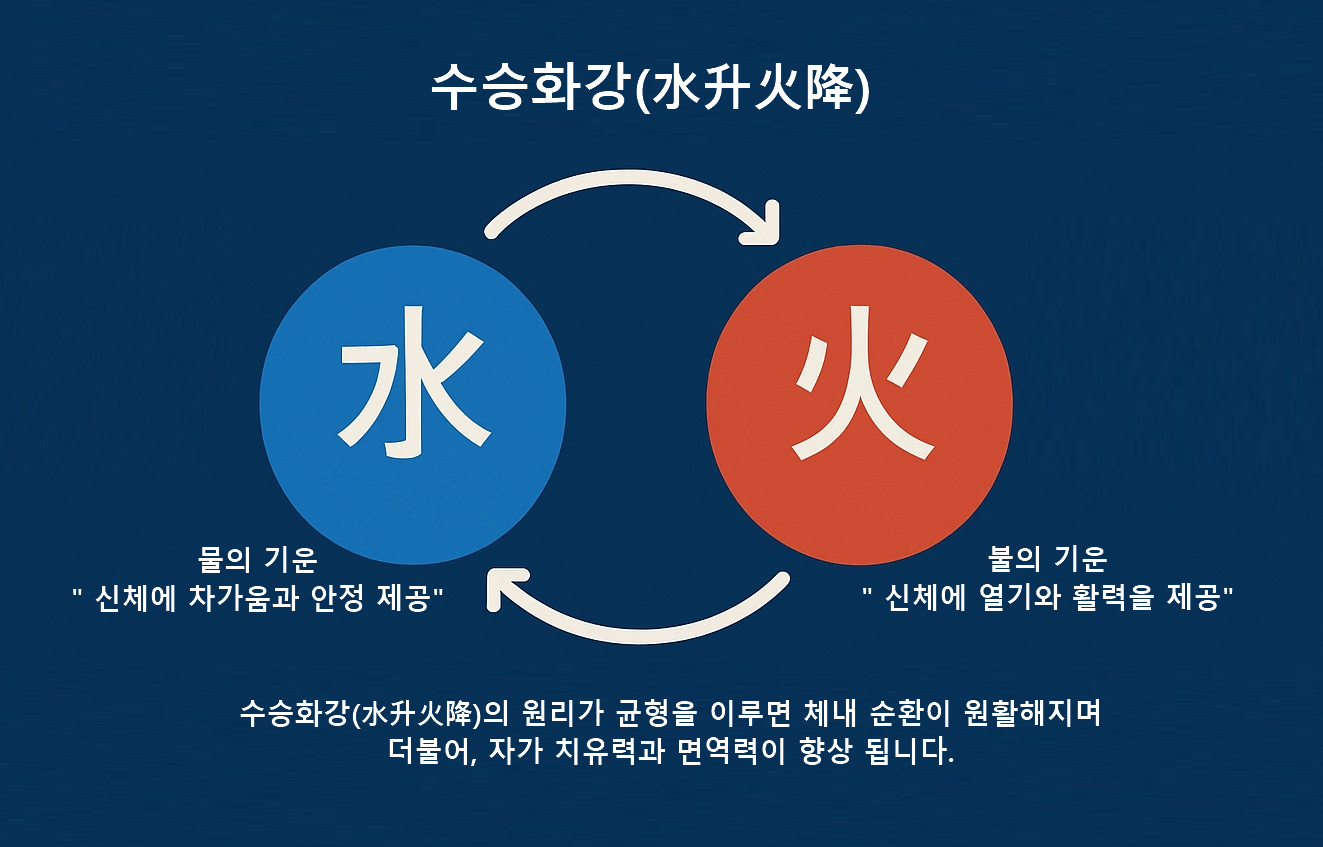 수승화강(水升火降)
水
火
물의 기운
" 신체에 차가움과 안정 제공"
불의 기운
" 신체에 열기와 활력을 제공"
수승화강(水升火降)의 원리가 균형을 이루면 체내 순환이 원활해지며
더불어, 자가 치유력과 면역력이 향상 됩니다.